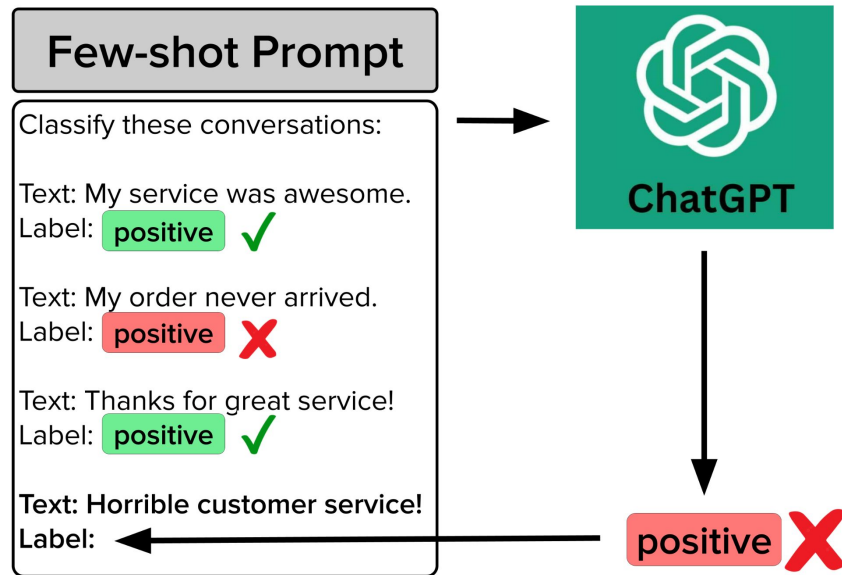 Few-shot Prompt
Classify these conversations:
Text: My service was awesome.
Label: positive
Text: My order never arrived.
Label: positive
Text: Thanks for great service!
Label: positive
Text: Horrible customer service!
Label:
ChatGPT
positive